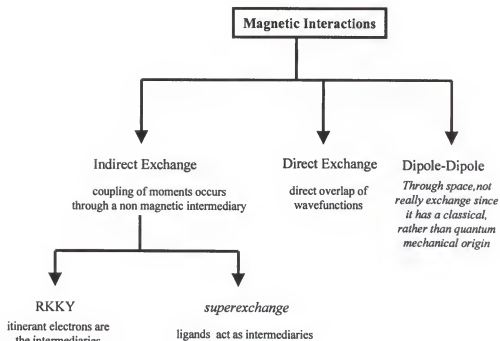 Magnetic Interactions
Indirect Exchange
coupling of moments occurs
through a non magnetic intermediary
Direct Exchange
direct overlap of
wavefunctions
Dipole-Dipole
Through space,not
really exchange since
it has a classical,
rather than quantum
mechanical origin
RKKY
itinerant electrons are
the intermediaries
superexchange
ligands act as intermediaries